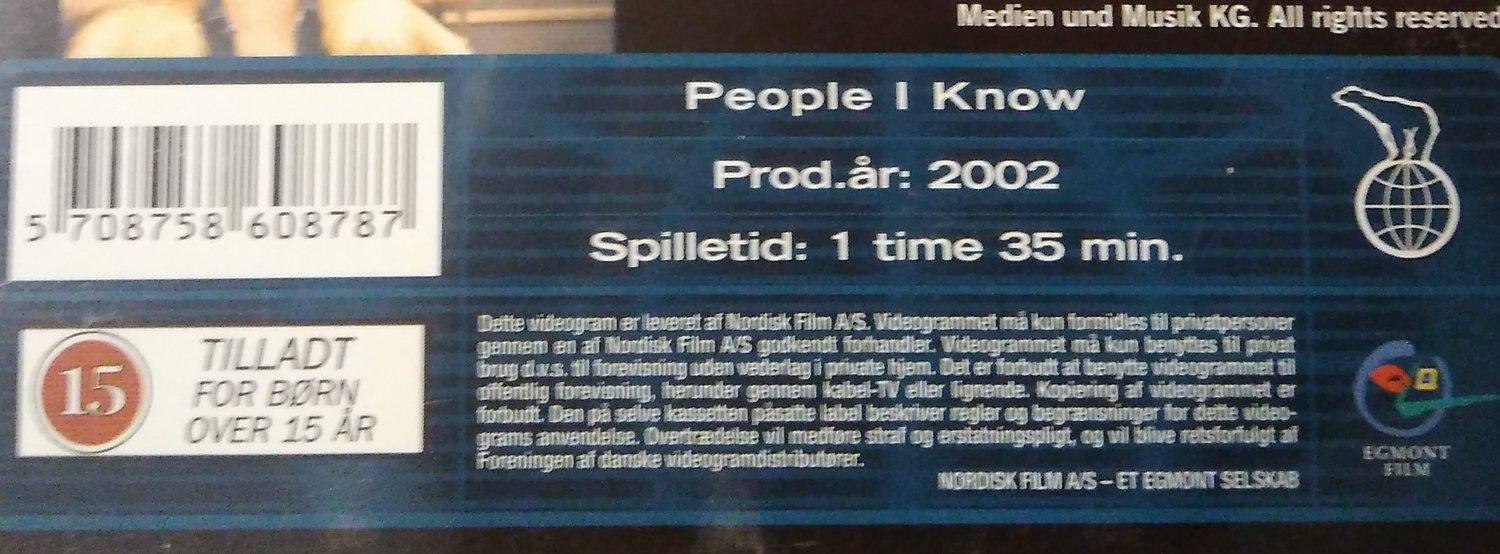 Medien und Musik KG. All rights reserved
People I Know
Prod.år: 2002
Spilletid: 1 time 35 min.
5 708758 608787
15
TILLADT
FOR BØRN
OVER 15 ÅR
Dette videogram er leveret af Nordisk Film A/S. Videogrammet må kun formidles til privatpersoner
gennem en af Nordisk Film A/S godkendt forhandler. Videogrammet må kun benyttes til privat
brug d.v.s. til forevisning uden vederlag i private hjem. Det er forbudt at benytte videogrammet til
offentlig forevisning, herunder gennem kabel-TV eller lignende. Kopiering af videogrammet er
forbudt. Den på selve kassetten påsatte label beskriver regler og begrænsninger for dette video-
grams anvendelse. Overtrædelse vil medføre straf og erstatningspligt, og vil blive retsforfulgt af
Foreningen af danske videogramdistributører.
NORDISK FILM A/S – ET EGMONT SELSKAB
EGMONT
FILM